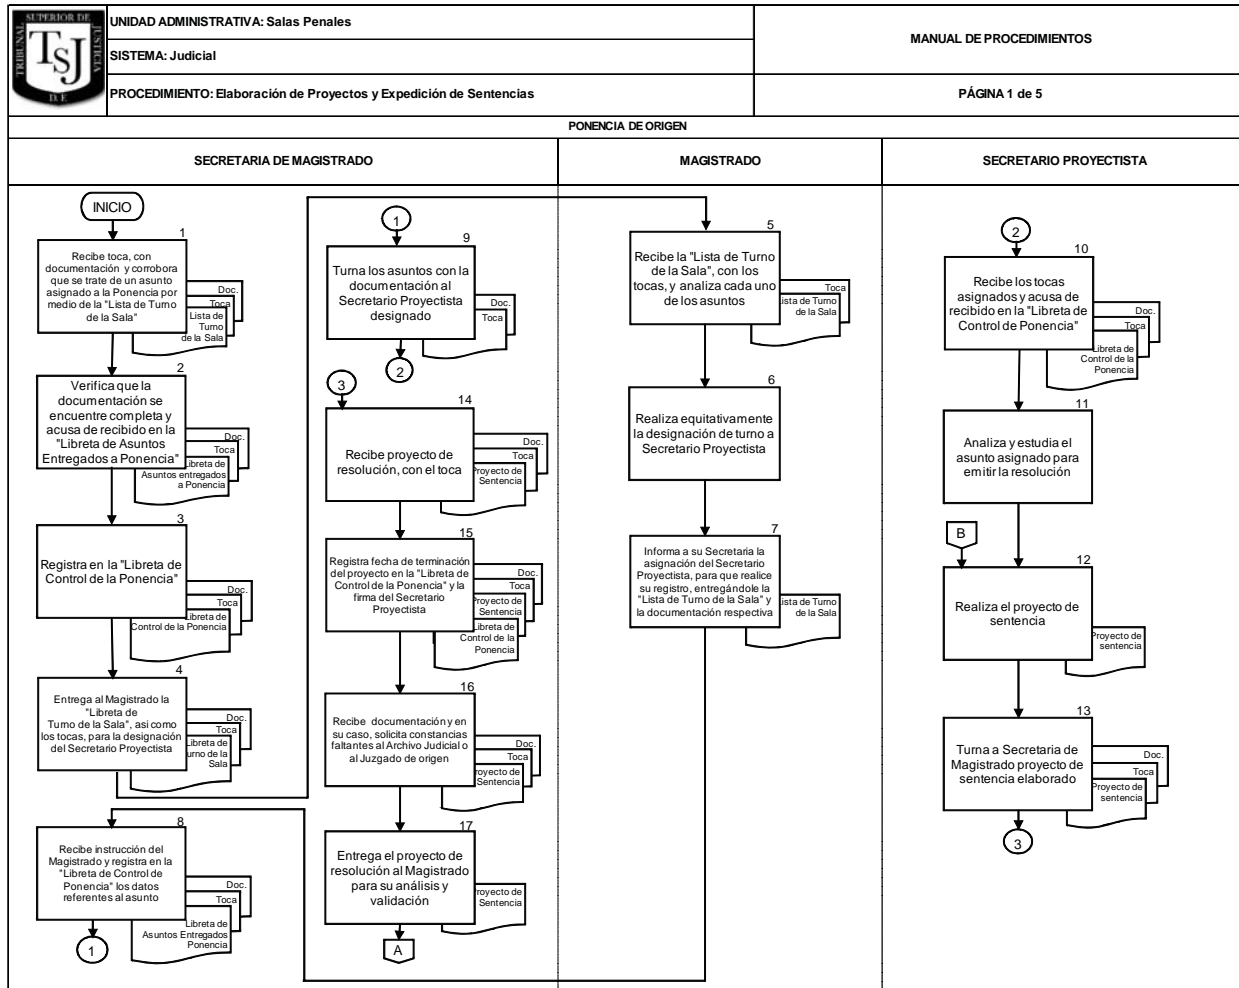 SUPERIOR DE
TRIBUNAL
JUSTICIA
TSJ
UNIDAD ADMINISTRATIVA: Salas Penales
SISTEMA: Judicial
PROCEDIMIENTO: Elaboración de Proyectos y Expedición de Sentencias
MANUAL DE PROCEDIMIENTOS
PÁGINA 1 de 5
PONENCIA DE ORIGEN
SECRETARIA DE MAGISTRADO
MAGISTRADO
SECRETARIO PROYECTISTA
INICIO
1
Recibe toca, con
documentación y corrobora
que se trate de un asunto
asignado a la Ponencia por
medio de la "Lista de Turno
de la Sala"
Doc.
Toca
Lista de
Turno
de la Sala
2
Verifica que la
documentación se
encuentre completa y
acusa de recibido en la
"Libreta de Asuntos
Entregados a Ponencia"
Doc.
Toca
Libreta de
Asuntos entregados
a Ponencia
3
Registra en la "Libreta de
Control de la Ponencia"
Doc.
Toca
Libreta de
Control de la Ponencia
4
Entrega al Magistrado la
"Libreta de
Turno de la Sala", asi como
los tocas, para la designación
del Secretario Proyectista
Doc.
Toca
Libreta de
urno de la
Sala
8
Recibe instrucción del
Magistrado y registra en la
"Libreta de Control de
Ponencia" los datos
referentes al asunto
Doc.
Toca
Libreta de
Asuntos Entregados
Ponencia
1
1
9
Turna los asuntos con la
documentación al
Secretario Proyectista
designado
Doc.
Toca
2
3
14
Recibe proyecto de
resolución, con el toca
Doc.
Toca
Proyecto de
Sentencia
15
Registra fecha de terminación
del proyecto en la "Libreta de
Control de la Ponencia" y la
firma del Secretario
Proyectista
Doc.
Toca
Proyecto de
Sentencia
Libreta de
Control de la
Ponencia
16
Recibe documentación y en
su caso, solicita constancias
faltantes al Archivo Judicial o
al Juzgado de origen
Doc.
Toca
royecto de
Sentencia
17
Entrega el proyecto de
resolución al Magistrado
para su análisis y
validación
royecto de
Sentencia
A
5
Recibe la "Lista de Turno
de la Sala", con los
tocas, y analiza cada uno
de los asuntos
Toca
ista de Turno
de la Sala
6
Realiza equitativamente
la designación de turno a
Secretario Proyectista
7
Informa a su Secretaria la
asignación del Secretario
Proyectista, para que realice
su registro, entregándole la
"Lista de Turno de la Sala" y
la documentación respectiva
ista de Turno
de la Sala
2
10
Recibe los tocas
asignados y acusa de
recibido en la "Libreta de
Control de Ponencia"
Doc.
Toca
Libreta de
Control de la
Ponencia
11
Analiza y estudia el
asunto asignado para
emitir la resolución
B
12
Realiza el proyecto de
sentencia
Proyecto de
sentencia
13
Turna a Secretaria de
Magistrado proyecto de
sentencia elaborado
Doc.
Toca
Proyecto de
sentencia
3